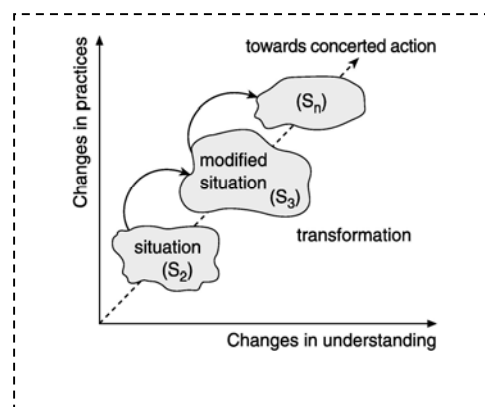 towards concerted action
Changes in practices
(Sn)
modified
situation
(S3)
transformation
situation
(S2)
Changes in understanding